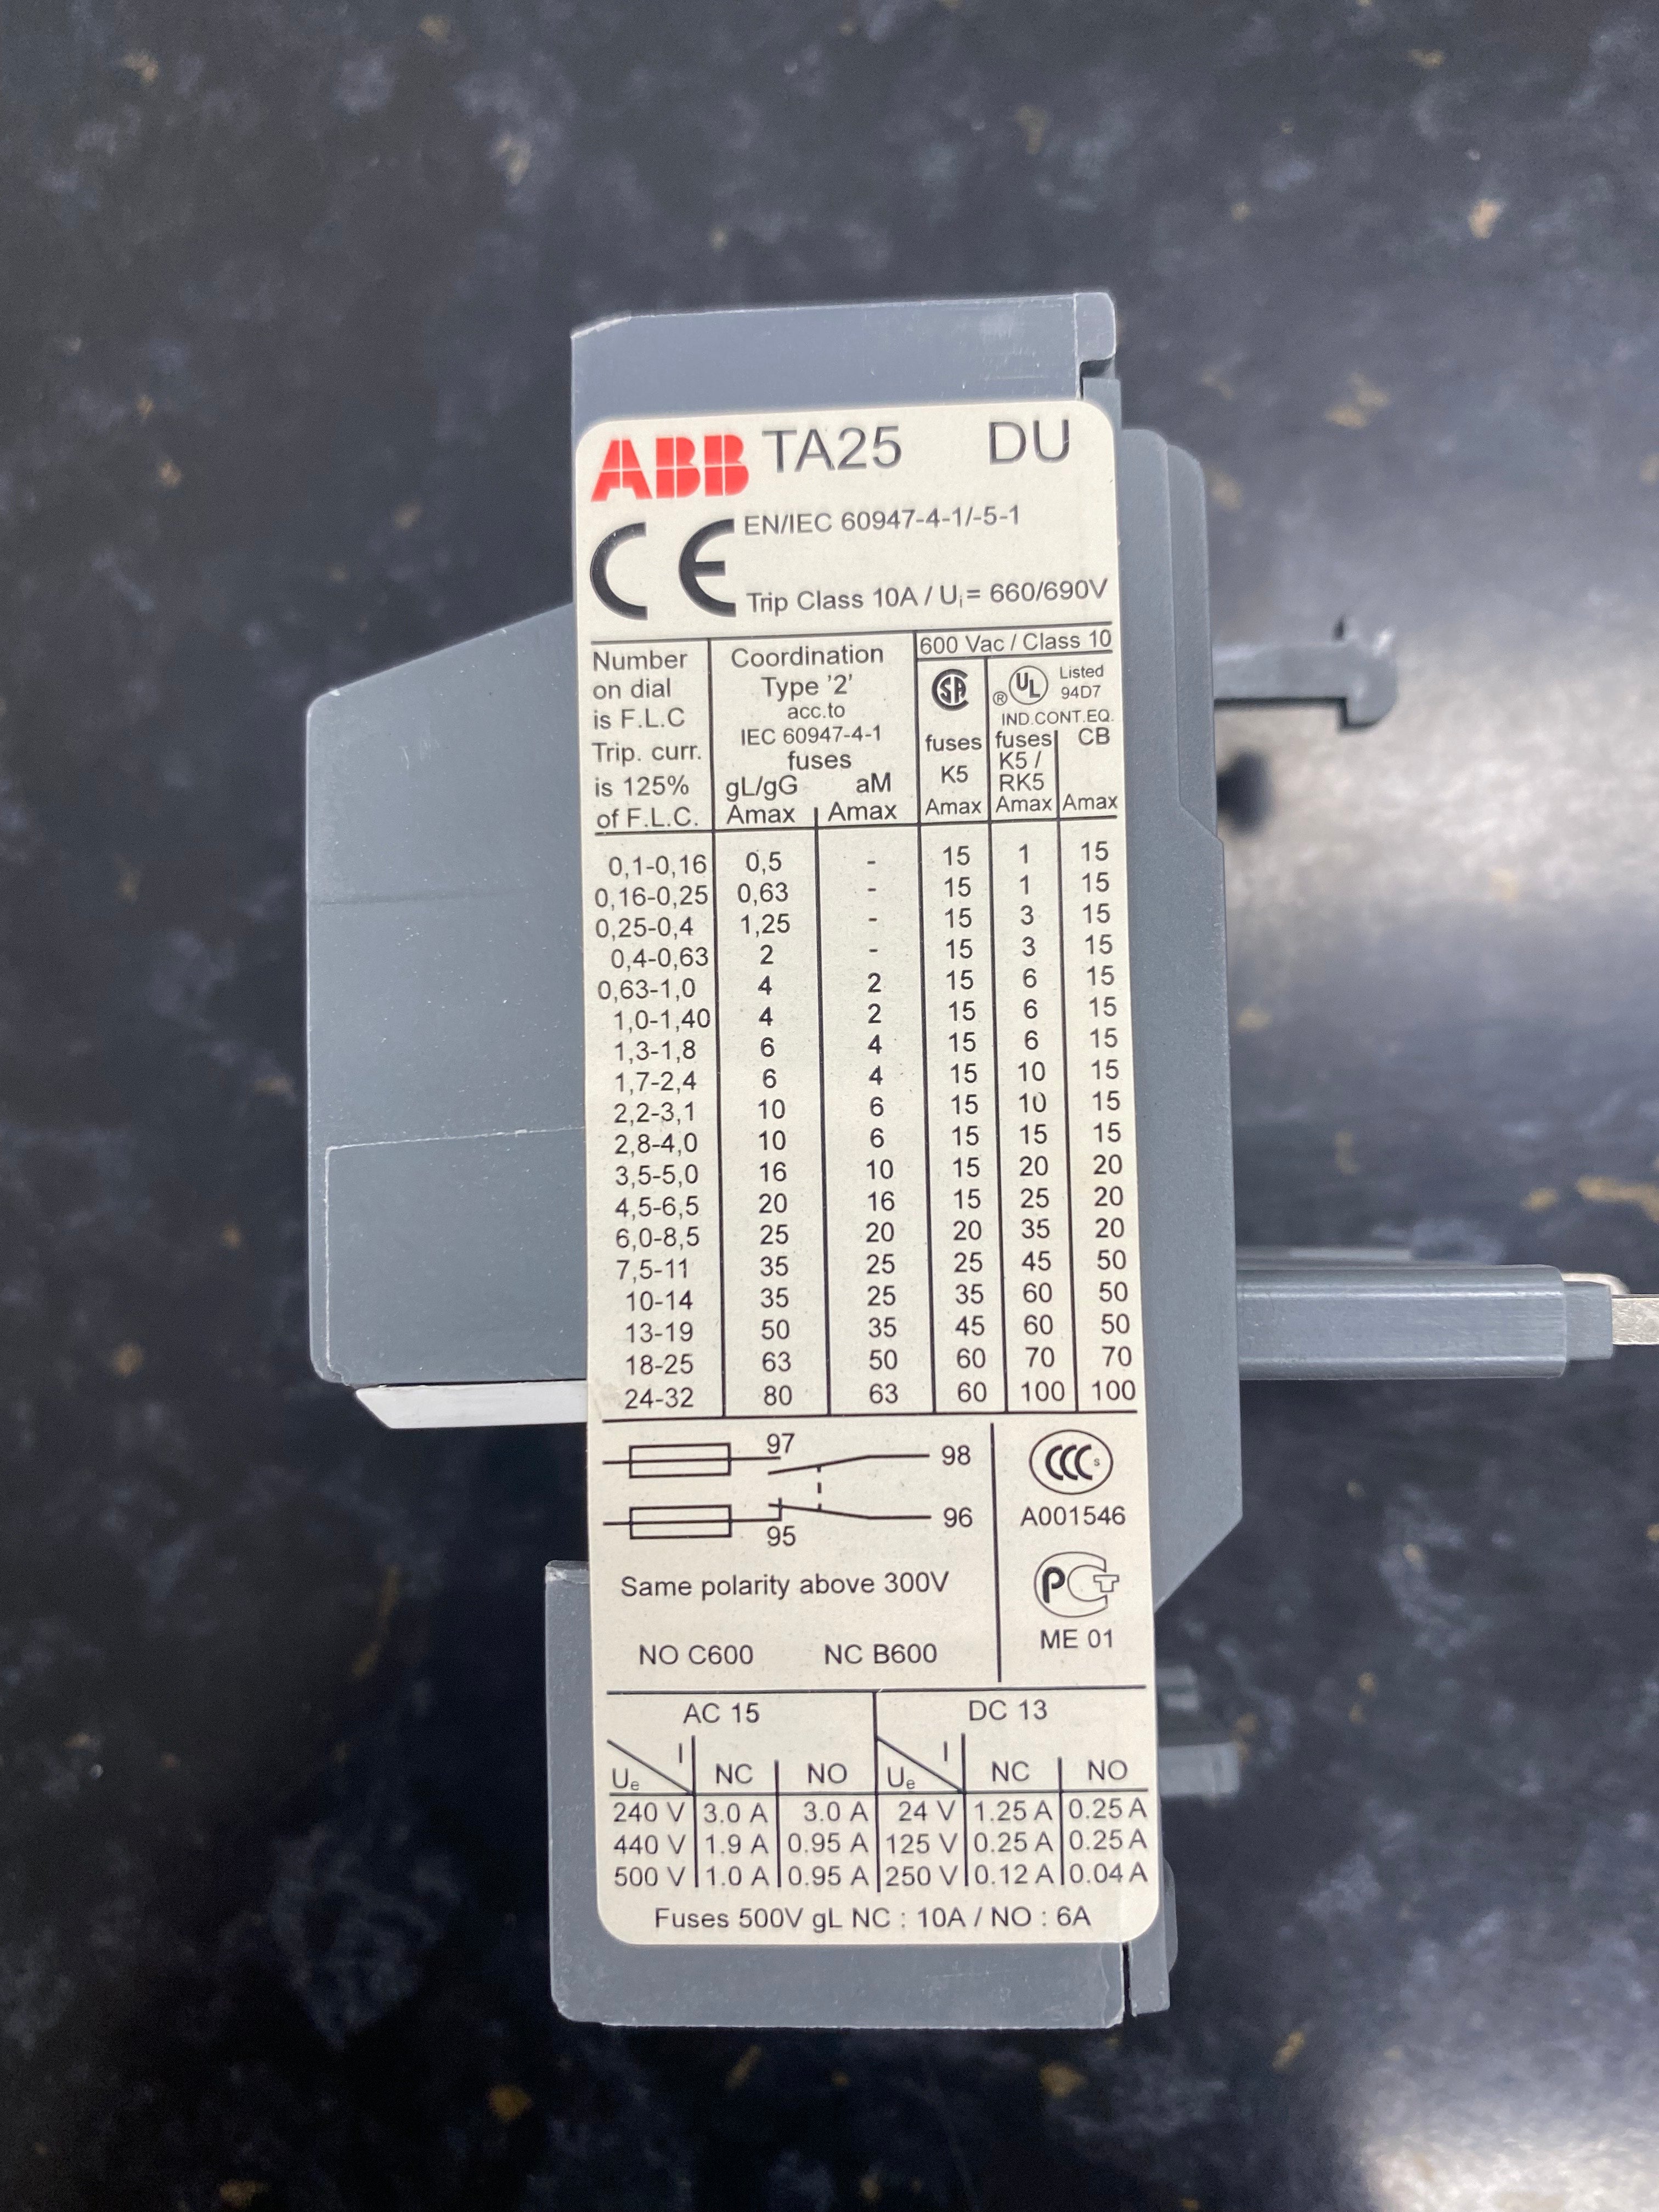 ABB TA25 DU
CE EN/IEC 60947-4-1/-5-1
Trip Class 10A / Ui= 660/690V
Number on dial is F.L.C Trip. curr. is 125% of F.L.C.
Coordination Type '2' acc.to IEC 60947-4-1 fuses
gL/gG Amax
aM Amax
600 Vac / Class 10
SA fuses K5 Amax
® UL Listed 94D7
IND.CONT.EQ.
fuses K5 / RK5 Amax
CB Amax
0,1-0,16 0,5 - 15 1 15
0,16-0,25 0,63 - 15 1 15
0,25-0,4 1,25 - 15 3 15
0,4-0,63 2 - 15 3 15
0,63-1,0 4 2 15 6 15
1,0-1,40 4 2 15 6 15
1,3-1,8 6 4 15 6 15
1,7-2,4 6 4 15 10 15
2,2-3,1 10 6 15 10 15
2,8-4,0 10 6 15 15 15
3,5-5,0 16 10 15 20 20
4,5-6,5 20 16 15 25 20
6,0-8,5 25 20 20 35 20
7,5-11 35 25 25 45 50
10-14 35 25 35 60 50
13-19 50 35 45 60 50
18-25 63 50 60 70 70
24-32 80 63 60 100 100
97 98
95 96
Same polarity above 300V
NO C600 NC B600
CCC S
A001546
PCT
ME 01
AC 15 DC 13
Ue I NC NO Ue I NC NO
240 V 3.0 A 3.0 A 24 V 1.25 A 0.25 A
440 V 1.9 A 0.95 A 125 V 0.25 A 0.25 A
500 V 1.0 A 0.95 A 250 V 0.12 A 0.04 A
Fuses 500V gL NC : 10A / NO : 6A